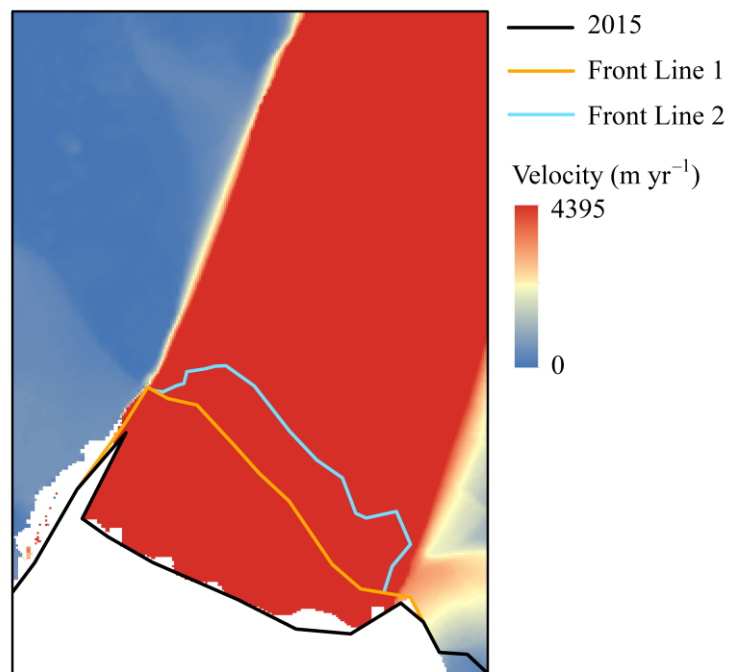 2015
Front Line 1
Front Line 2
Velocity (m yr⁻¹)
4395
0